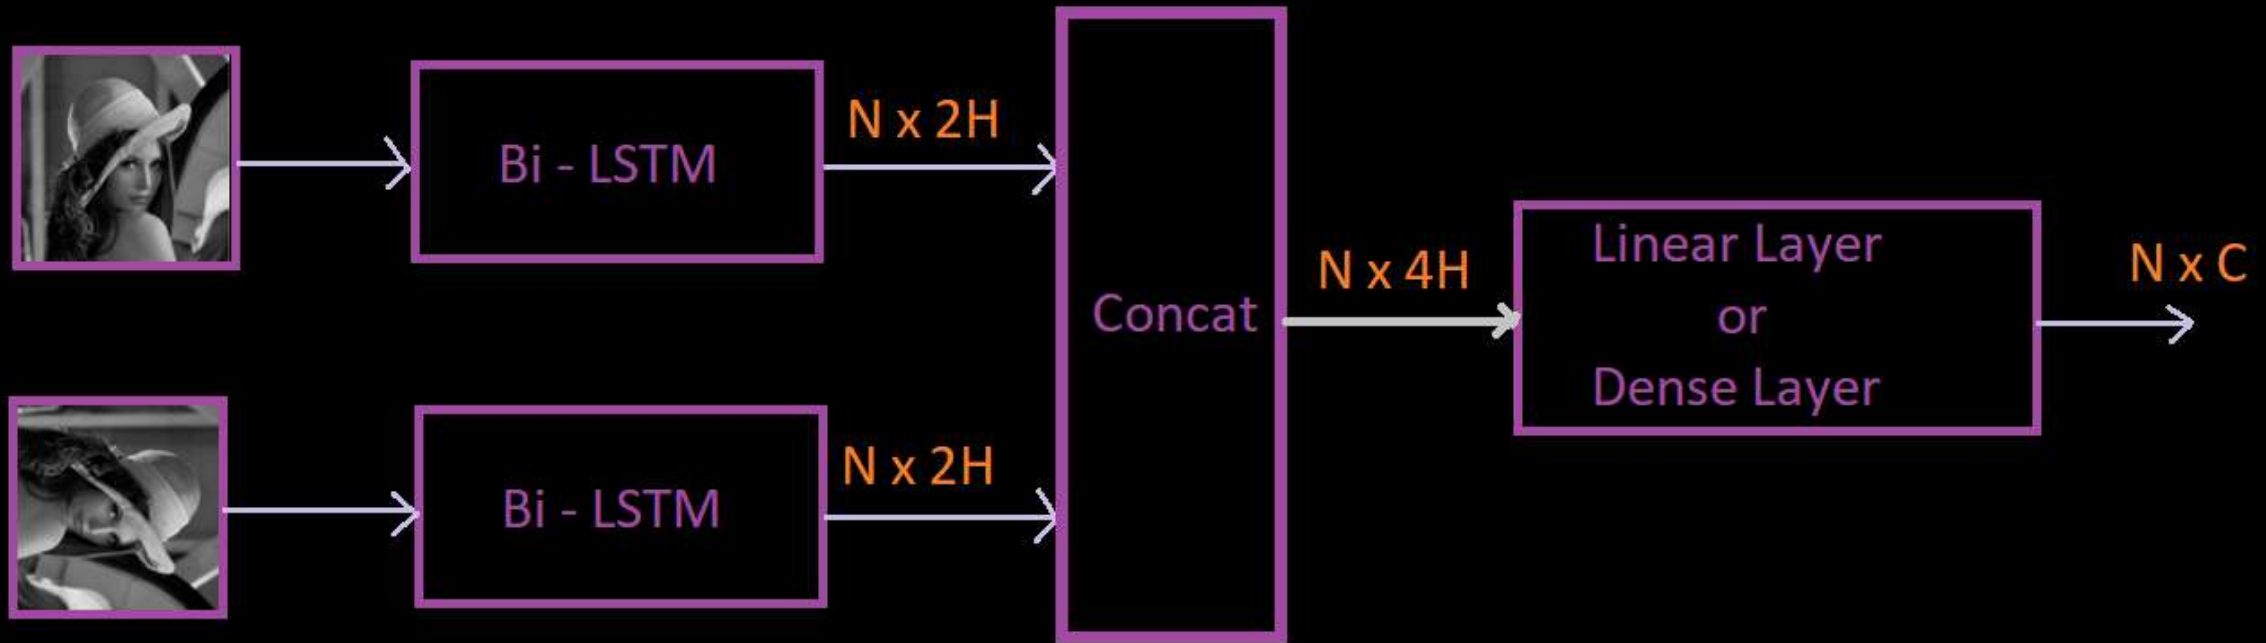 Bi - LSTM
N x 2H
Bi - LSTM
N x 2H
Concat
N x 4H
Linear Layer
or
Dense Layer
N x C